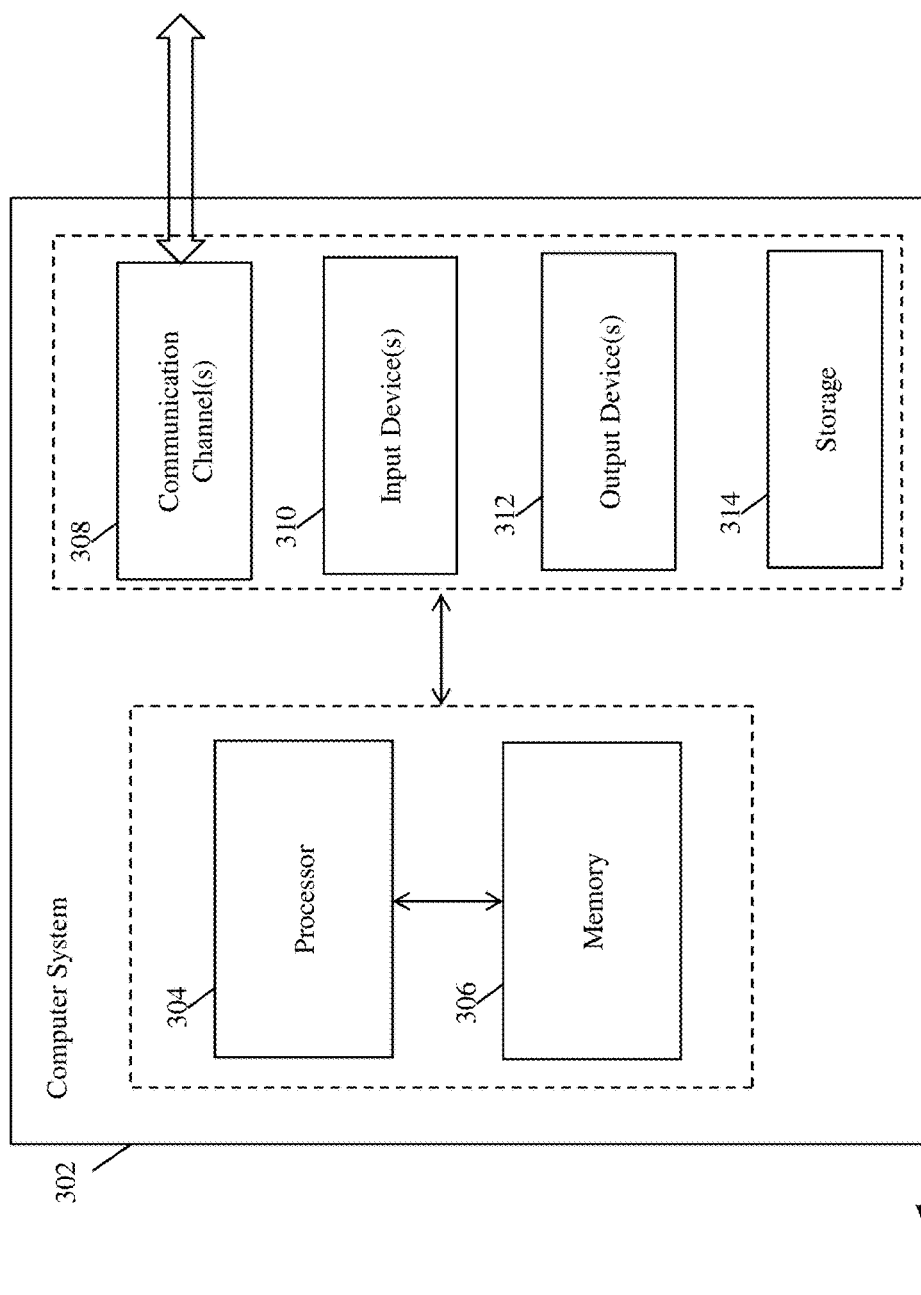 302
Computer System
304
Processor
306
Memory
308
Communication
Channel(s)
310
Input Device(s)
312
Output Device(s)
314
Storage